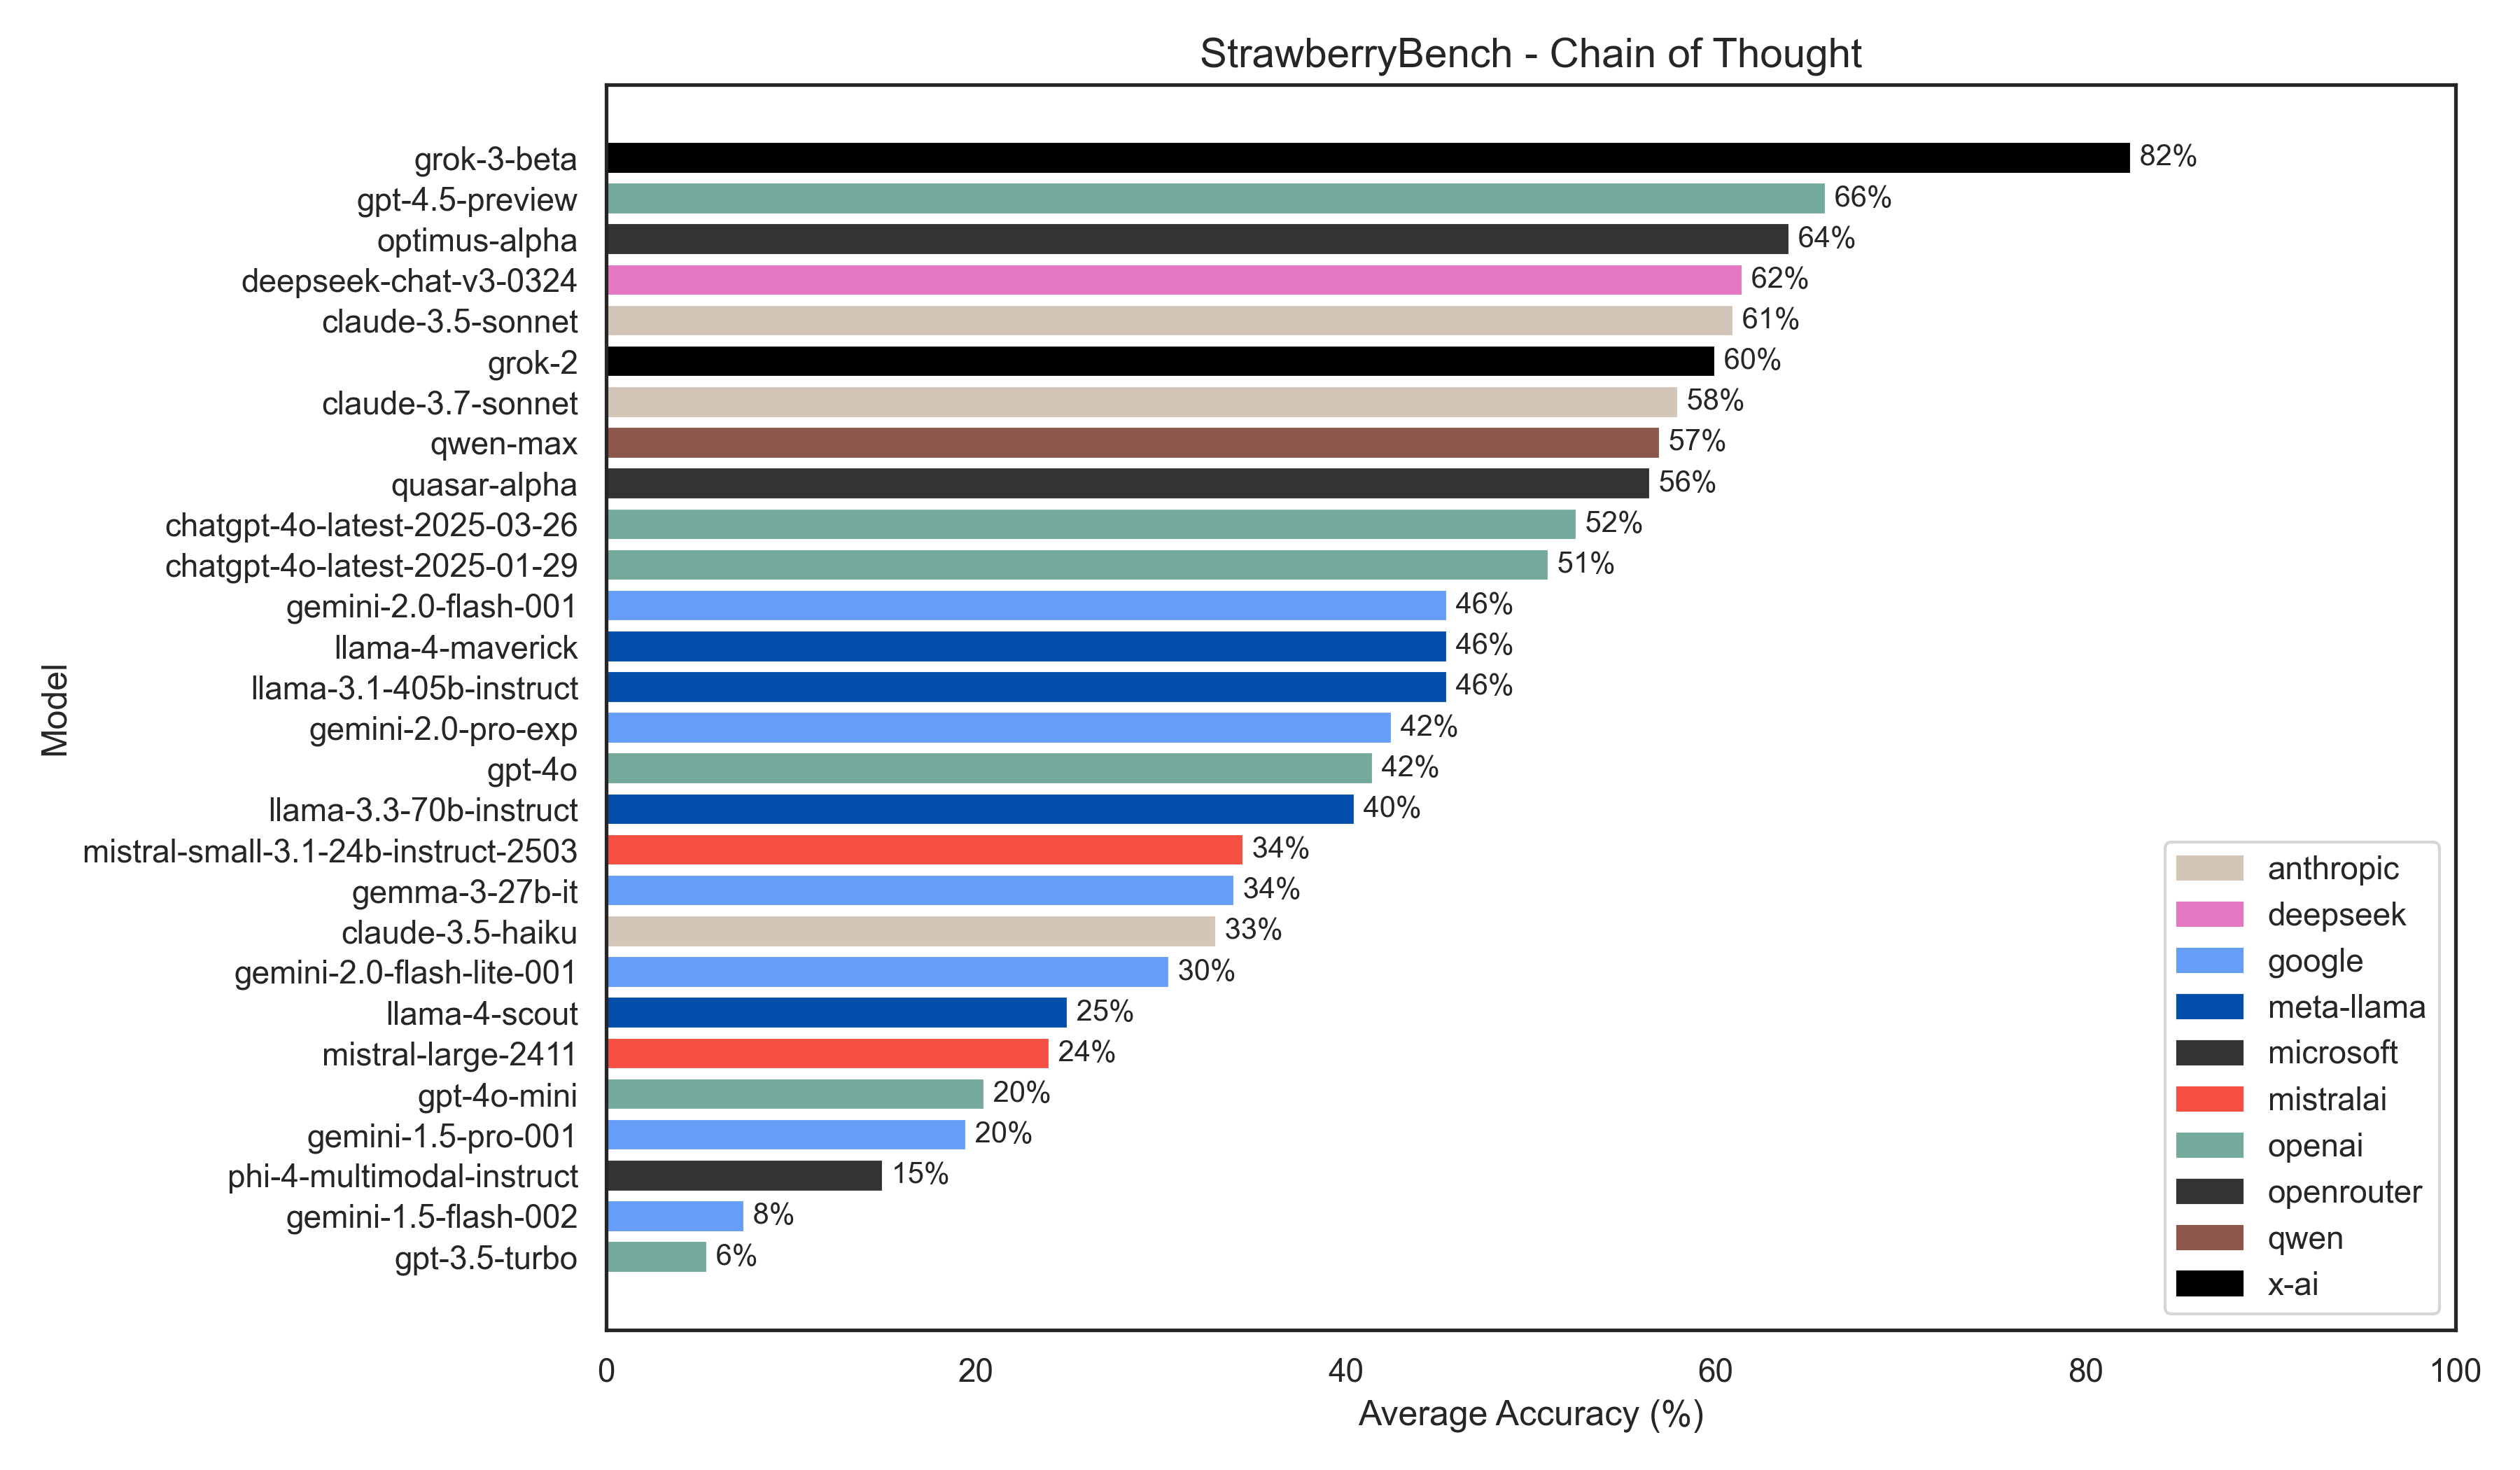 StrawberryBench - Chain of Thought
grok-3-beta 82%
gpt-4.5-preview 66%
optimus-alpha 64%
deepseek-chat-v3-0324 62%
claude-3.5-sonnet 61%
grok-2 60%
claude-3.7-sonnet 58%
qwen-max 57%
quasar-alpha 56%
chatgpt-4o-latest-2025-03-26 52%
chatgpt-4o-latest-2025-01-29 51%
gemini-2.0-flash-001 46%
llama-4-maverick 46%
llama-3.1-405b-instruct 46%
gemini-2.0-pro-exp 42%
gpt-4o 42%
llama-3.3-70b-instruct 40%
mistral-small-3.1-24b-instruct-2503 34%
gemma-3-27b-it 34%
claude-3.5-haiku 33%
gemini-2.0-flash-lite-001 30%
llama-4-scout 25%
mistral-large-2411 24%
gpt-4o-mini 20%
gemini-1.5-pro-001 20%
phi-4-multimodal-instruct 15%
gemini-1.5-flash-002 8%
gpt-3.5-turbo 6%
Model
anthropic
deepseek
google
meta-llama
microsoft
mistralai
openai
openrouter
qwen
x-ai
0 20 40 60 80 100
Average Accuracy (%)